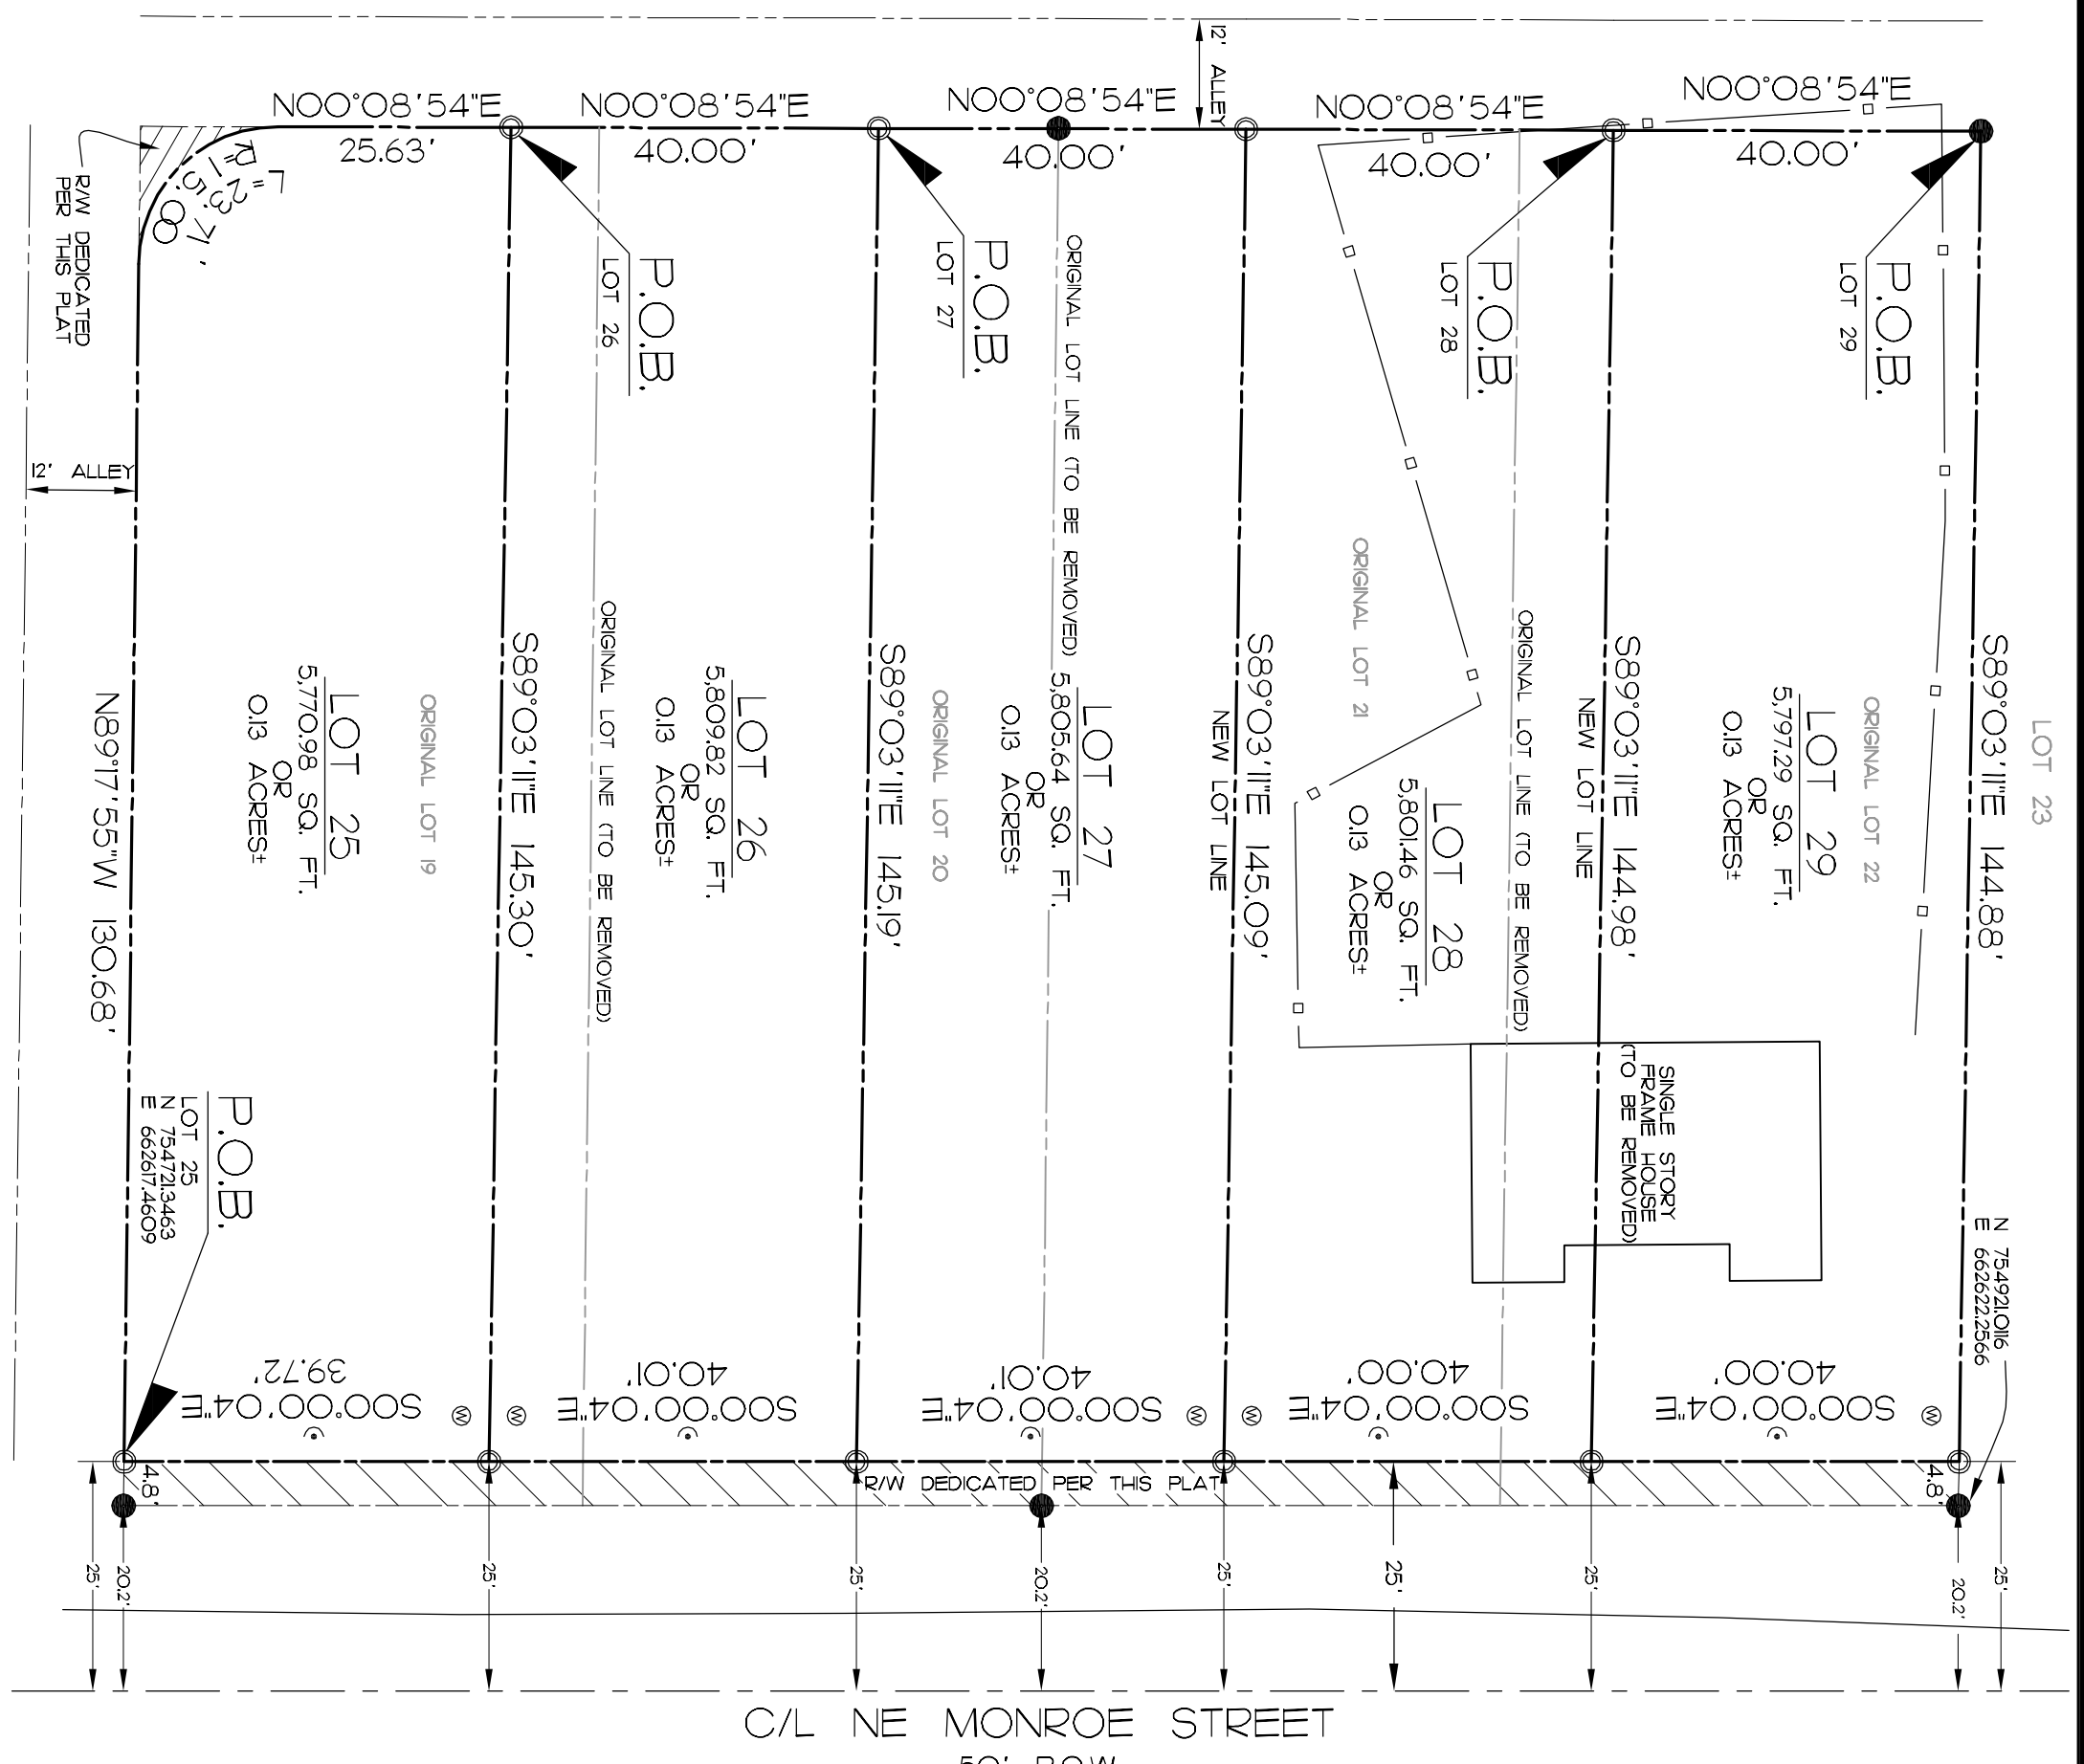 12' ALLEY
N00°08'54"E
25.63'
N00°08'54"E
40.00'
N00°08'54"E
40.00'
N00°08'54"E
40.00'
N00°08'54"E
40.00'
R=15'
L=23.71'
8
R/W DEDICATED
PER THIS PLAT
12' ALLEY
P.O.B.
LOT 26
P.O.B.
LOT 27
P.O.B.
LOT 28
P.O.B.
LOT 29
ORIGINAL LOT LINE (TO BE REMOVED)
ORIGINAL LOT LINE (TO BE REMOVED)
ORIGINAL LOT LINE (TO BE REMOVED)
N89°17'55"W 130.68'
LOT 25
5,770.98 SQ. FT.
OR
0.13 ACRES±
ORIGINAL LOT 19
S89°03'11"E 145.30'
LOT 26
5,809.82 SQ. FT.
OR
0.13 ACRES±
S89°03'11"E 145.19'
ORIGINAL LOT 20
LOT 27
5,805.64 SQ. FT.
OR
0.13 ACRES±
S89°03'11"E 145.09'
NEW LOT LINE
ORIGINAL LOT 21
LOT 28
5,801.46 SQ. FT.
OR
0.13 ACRES±
S89°03'11"E 144.98'
NEW LOT LINE
LOT 29
5,797.29 SQ. FT.
OR
0.13 ACRES±
ORIGINAL LOT 22
S89°03'11"E 144.88'
LOT 23
SINGLE STORY
FRAME HOUSE
(TO BE REMOVED)
P.O.B.
LOT 25
N 754721.3463
E 662617.4609
N 754921.0116
E 662622.2566
S00°00'04"E
39.72'
S00°00'04"E
40.01'
S00°00'04"E
40.01'
S00°00'04"E
40.00'
S00°00'04"E
40.00'
W
W
W
W
W
4.8'
R/W DEDICATED PER THIS PLAT
4.8'
25'
20.2'
25'
25'
20.2'
25'
25'
25'
20.2'
25'
C/L NE MONROE STREET
50' R.O.W.